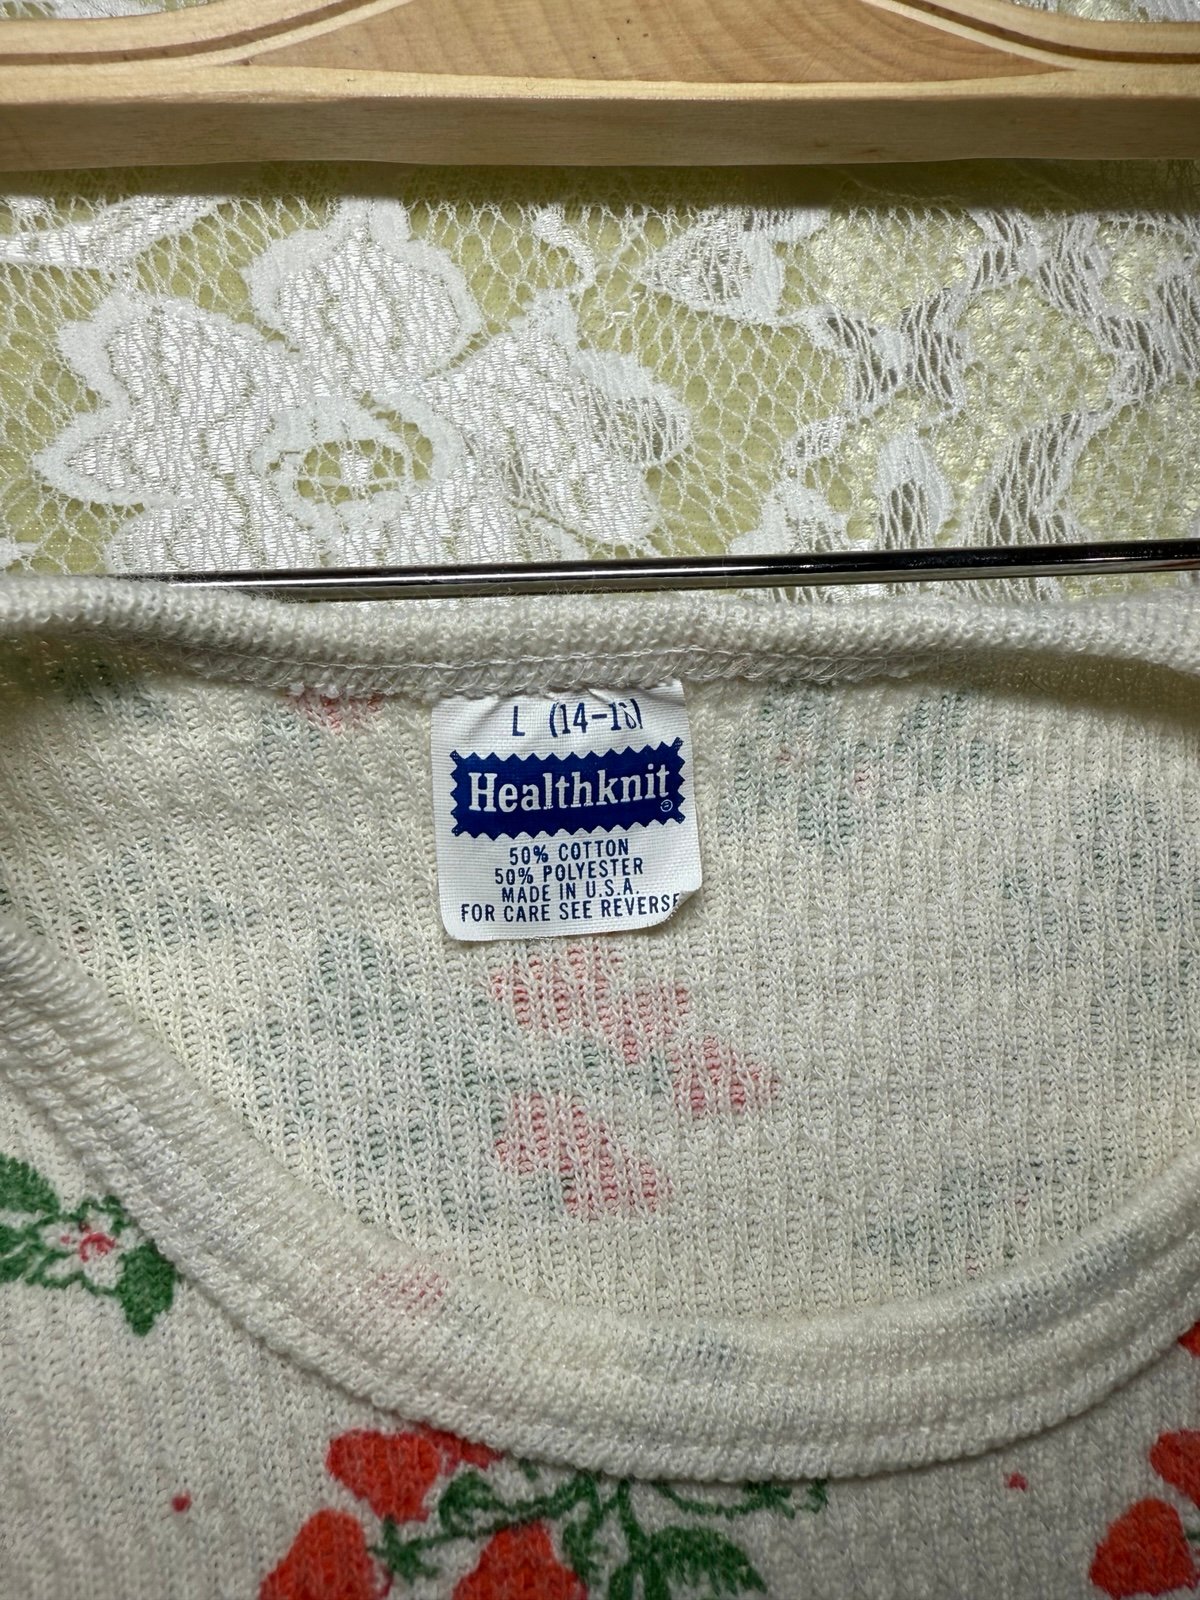 L (14-16)
Healthknit®
50% COTTON
50% POLYESTER
MADE IN U.S.A.
FOR CARE SEE REVERSE